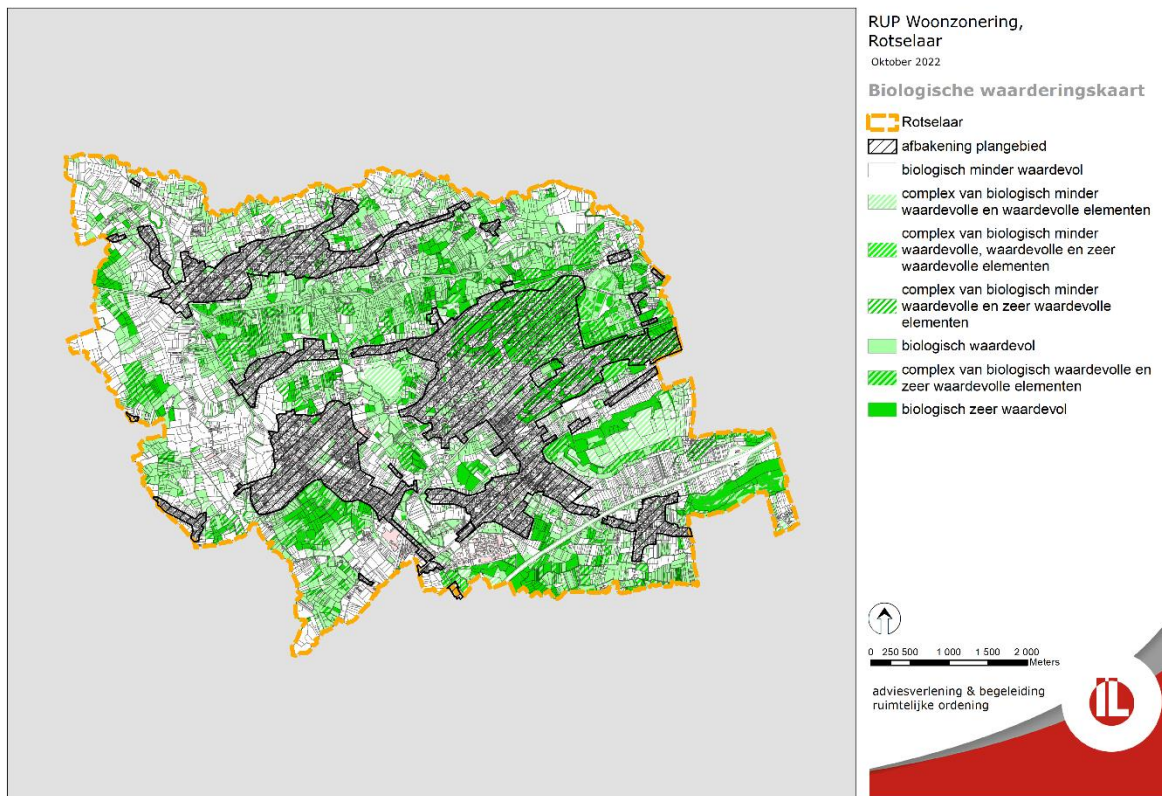 RUP Woonzonering,
Rotselaar
Oktober 2022
Biologische waarderingskaart
Rotselaar
afbakening plangebied
biologisch minder waardevol
complex van biologisch minder
waardevolle en waardevolle elementen
complex van biologisch minder
waardevolle, waardevolle en zeer
waardevolle elementen
complex van biologisch minder
waardevolle en zeer waardevolle
elementen
biologisch waardevol
complex van biologisch waardevolle en
zeer waardevolle elementen
biologisch zeer waardevol
0 250 500 1 000 1 500 2 000
Meters
adviesverlening & begeleiding
ruimtelijke ordening
IL